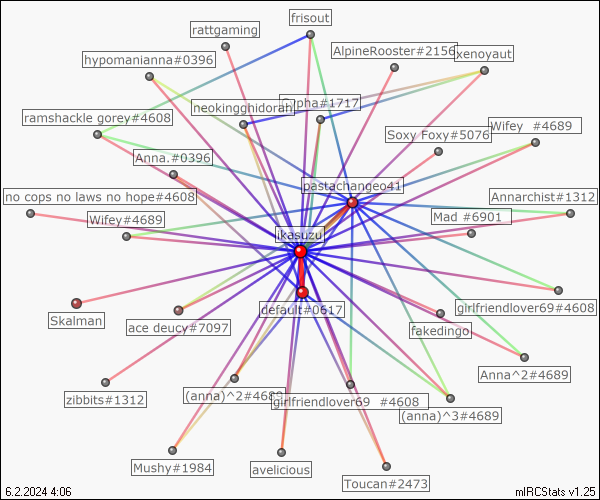 frisout
rattgaming
AlpineRooster#2156
xenoyaut
hypomanianna#0396
neokingghidorah
Cypha#1717
ramshackle gorey#4608
Soxy Foxy#5076
Wifey  #4689
Anna.#0396
pastachangeo41
no cops no laws no hope#4608
Annarchist#1312
Wifey#4689
Mad #6901
ikasuzu
default#0617
girlfriendlover69#4608
Skalman
ace deucy#7097
fakedingo
Anna^2#4689
zibbits#1312
(anna)^2#4689
girlfriendlover69  #4608
(anna)^3#4689
Mushy#1984
avelicious
Toucan#2473
6.2.2024 4:06
mIRCStats v1.25